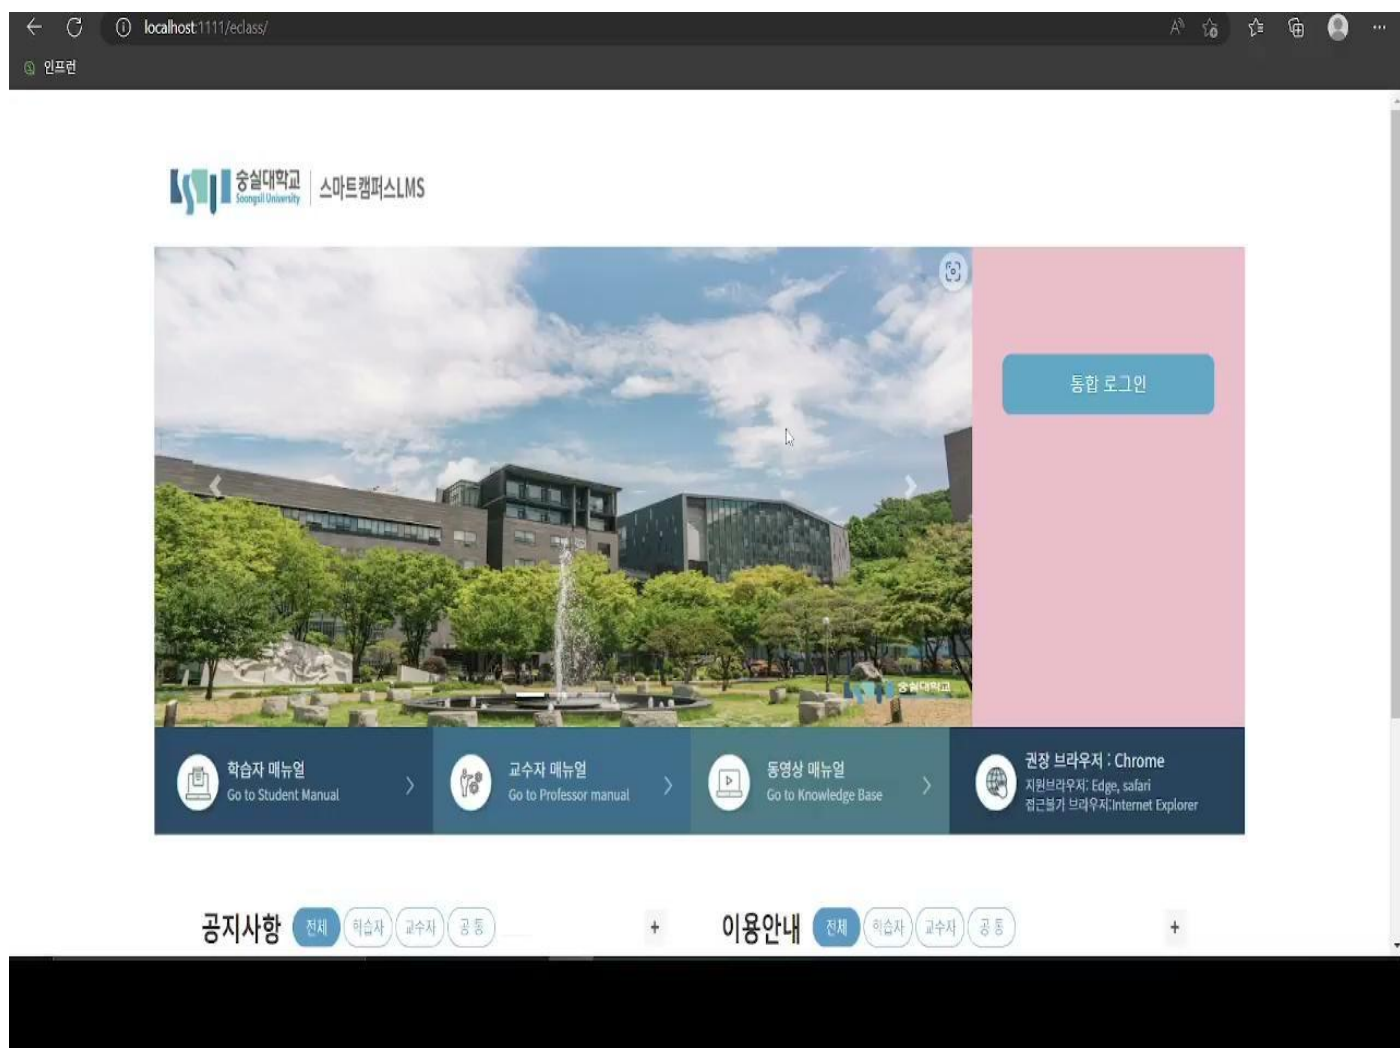 localhost:1111/eclass/
인프런
숭실대학교
Soongsil University
스마트캠퍼스LMS
통합 로그인
숭실대학교
학습자 매뉴얼
Go to Student Manual
교수자 매뉴얼
Go to Professor manual
동영상 매뉴얼
Go to Knowledge Base
권장 브라우저 : Chrome
지원브라우저: Edge, safari
접근불가 브라우저:Internet Explorer
공지사항 전체 학습자 교수자 공통 +
이용안내 전체 학습자 교수자 공통 +